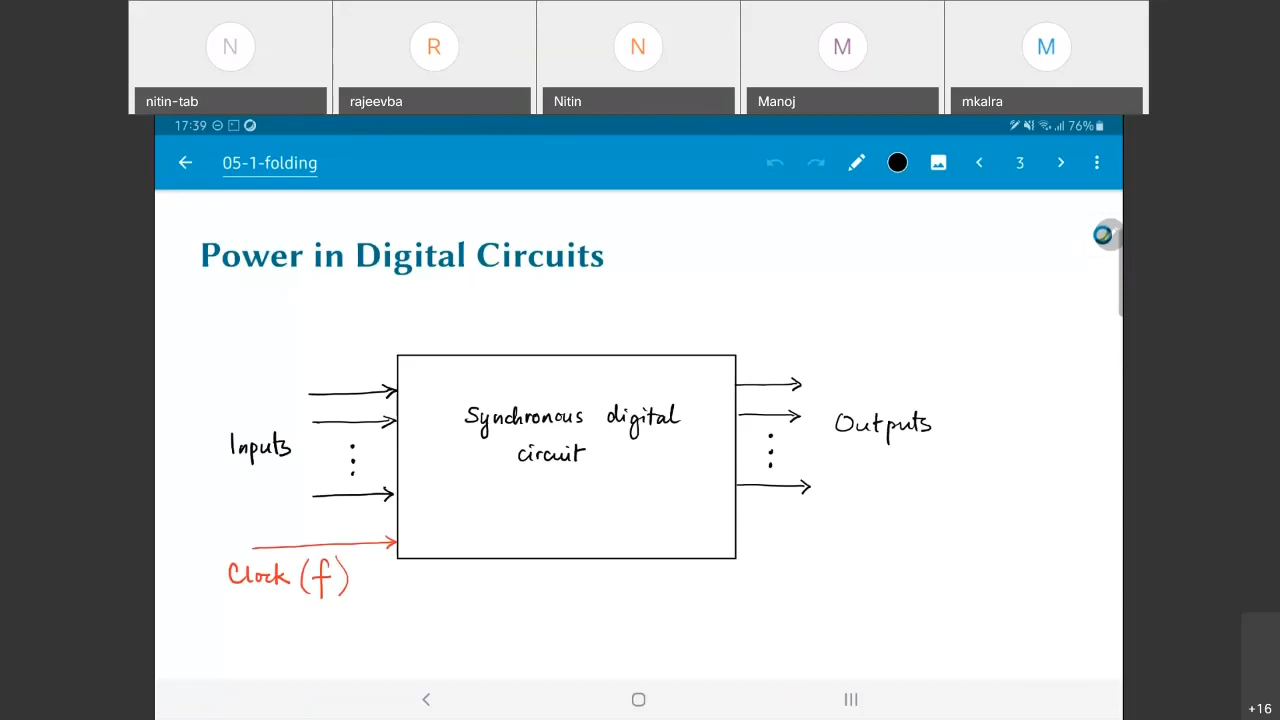 N
R
N
M
M
nitin-tab
rajeevba
Nitin
Manoj
mkalra
17:39
76%
05-1-folding
3
Power in Digital Circuits
Synchronous digital
circuit
Inputs
Outputs
Clock (f)
+16